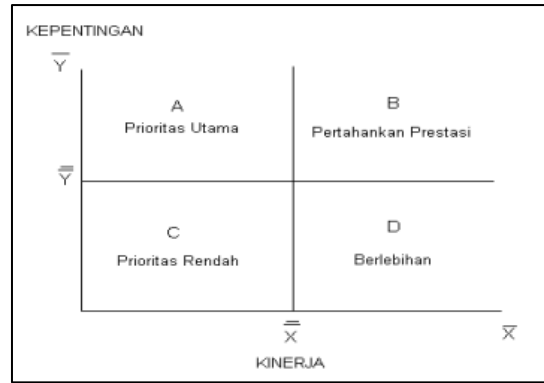 KEPENTINGAN
Y̅
A
Prioritas Utama
B
Pertahankan Prestasi
Y̿
C
Prioritas Rendah
D
Berlebihan
X̿
X̅
KINERJA